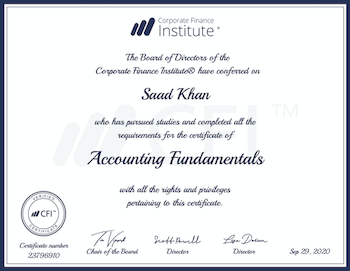 Corporate Finance
Institute®
The Board of Directors of the
Corporate Finance Institute® have conferred on
Saad Khan
who has pursued studies and completed all the
requirements for the certificate of
Accounting Fundamentals
with all the rights and privileges
pertaining to this certificate.
CFI™
VERIFIED
CFI™
CERTIFICATE
Scott Powell
Certificate number
23796910
Chair of the Board
Director
Director
Sep 29, 2020